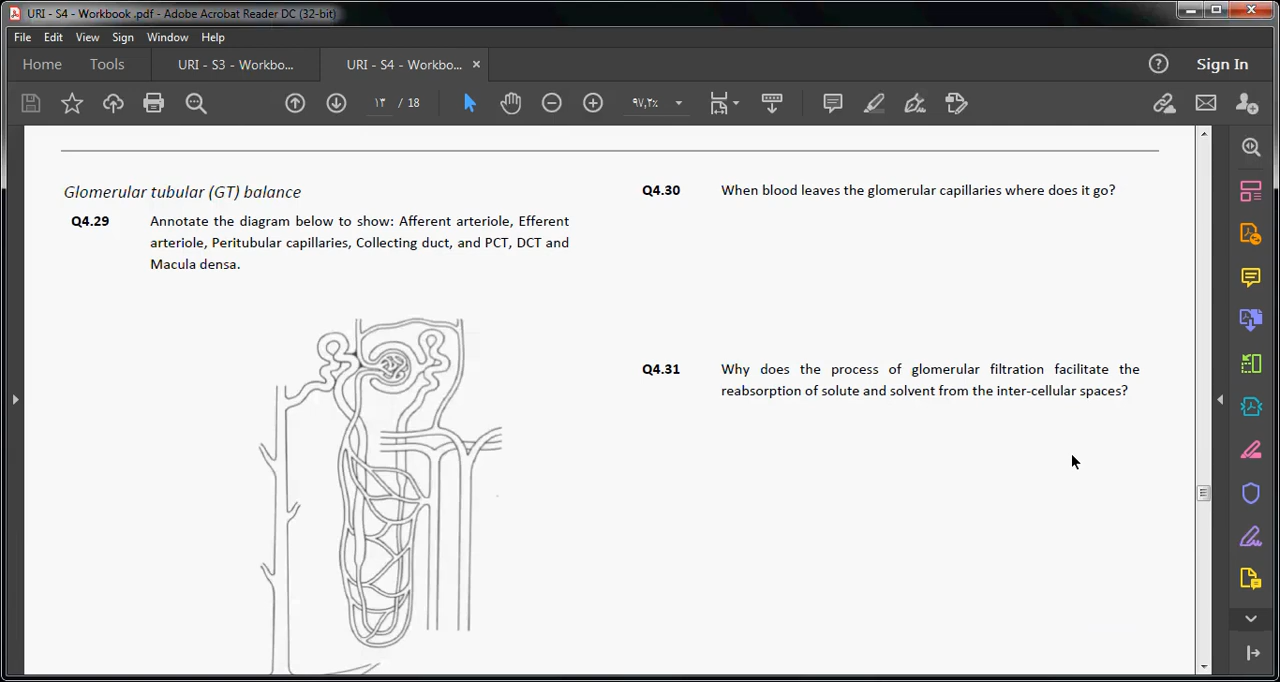 URI - S4 - Workbook .pdf - Adobe Acrobat Reader DC (32-bit)
File Edit View Sign Window Help
Home Tools URI - S3 - Workbo... URI - S4 - Workbo... × Sign In
١٣ / 18 ٩٧,٢٪
Glomerular tubular (GT) balance
Q4.29 Annotate the diagram below to show: Afferent arteriole, Efferent
arteriole, Peritubular capillaries, Collecting duct, and PCT, DCT and
Macula densa.
Q4.30 When blood leaves the glomerular capillaries where does it go?
Q4.31 Why does the process of glomerular filtration facilitate the
reabsorption of solute and solvent from the inter-cellular spaces?